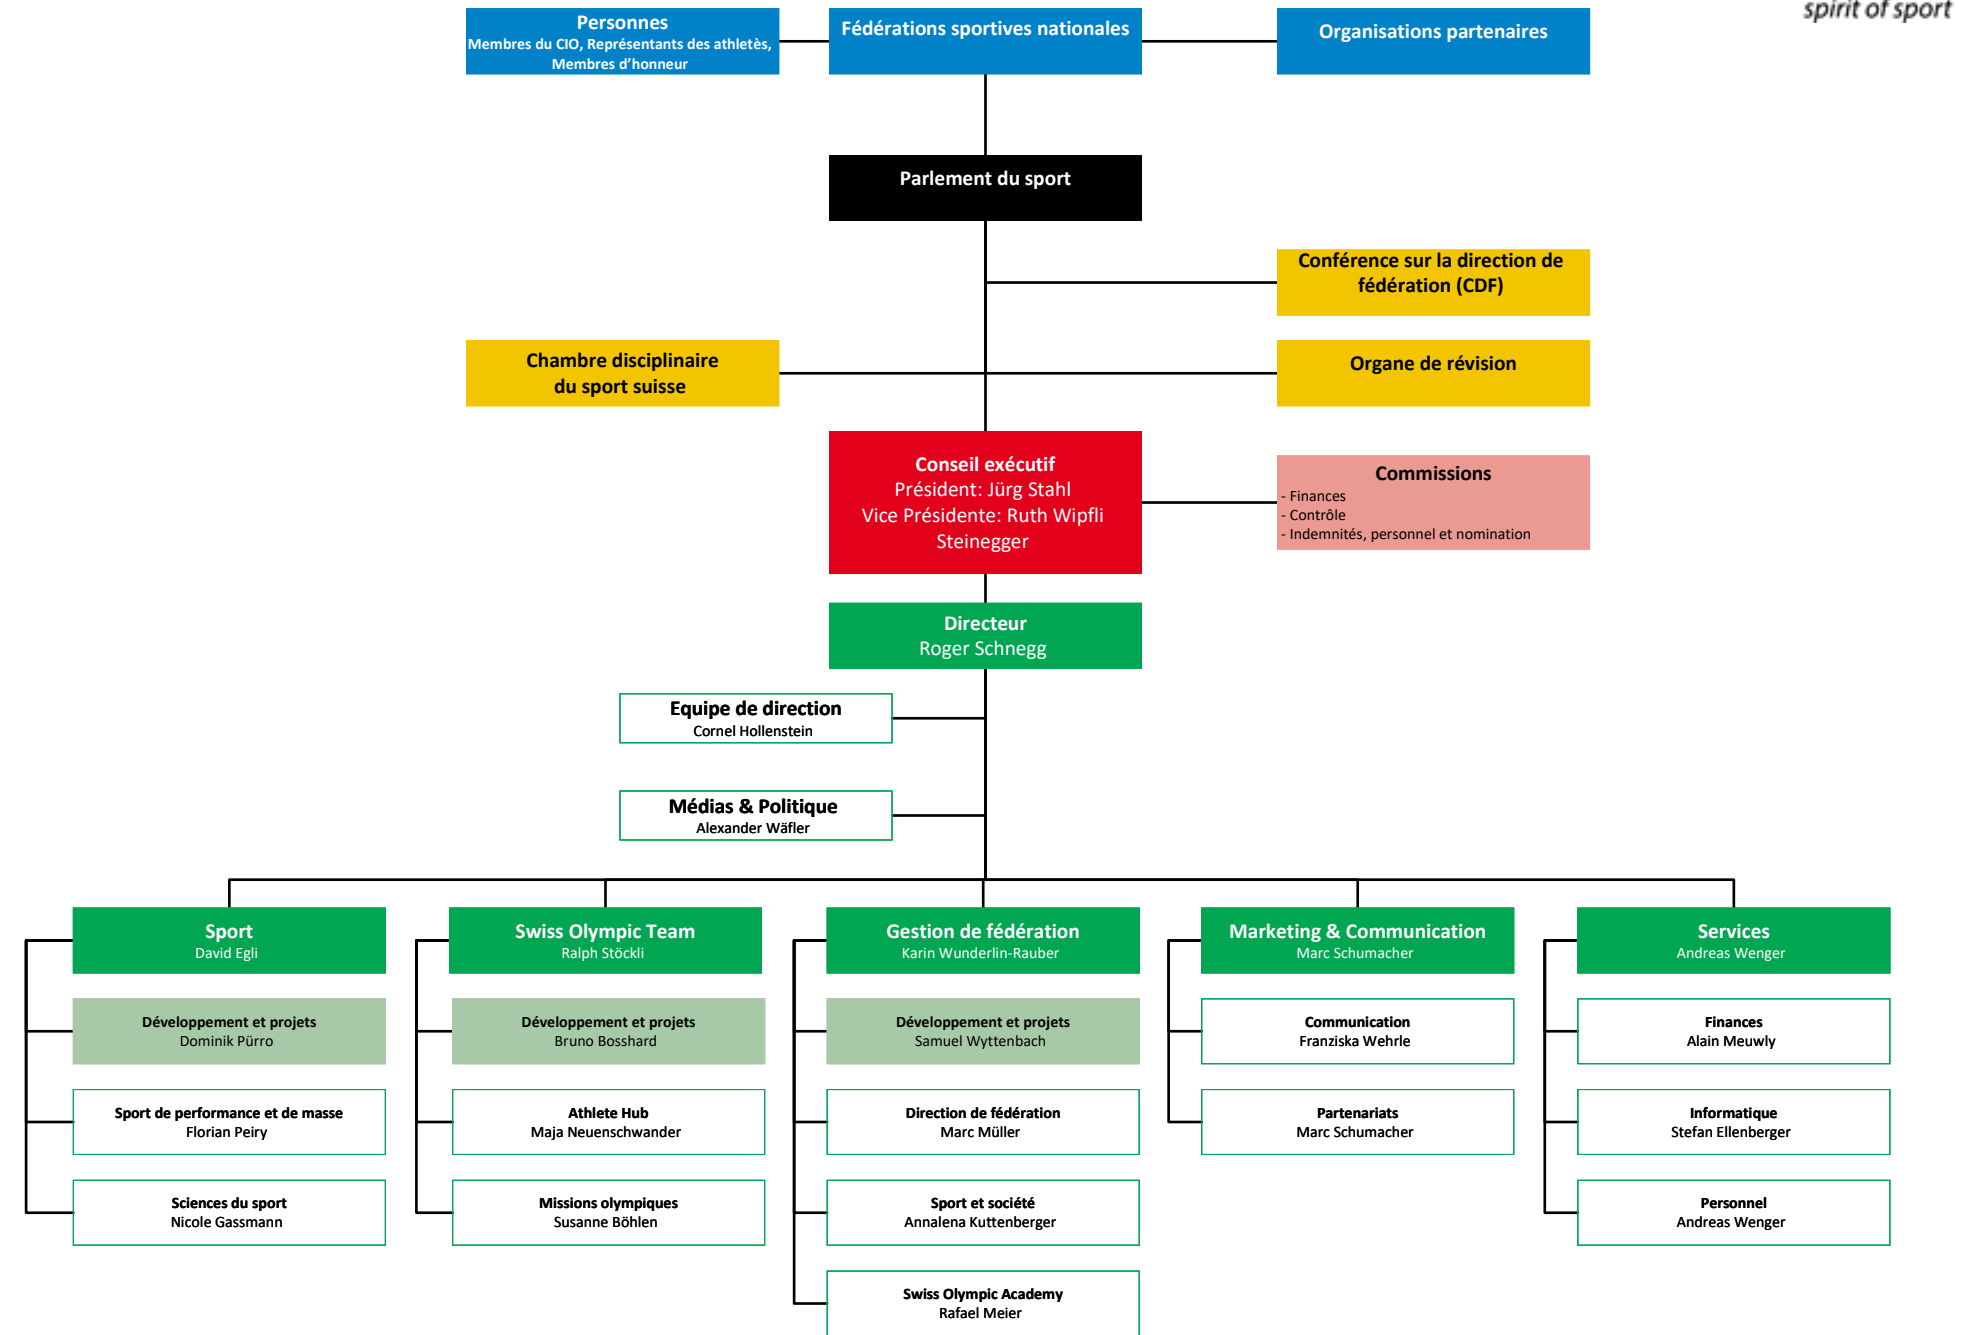 spirit of sport
Personnes
Membres du CIO, Représentants des athletès,
Membres d'honneur
Fédérations sportives nationales
Organisations partenaires
Parlement du sport
Conférence sur la direction de
fédération (CDF)
Chambre disciplinaire
du sport suisse
Organe de révision
Conseil exécutif
Président: Jürg Stahl
Vice Présidente: Ruth Wipfli
Steinegger
Commissions
- Finances
- Contrôle
- Indemnités, personnel et nomination
Directeur
Roger Schnegg
Equipe de direction
Cornel Hollenstein
Médias & Politique
Alexander Wäfler
Sport
David Egli
Développement et projets
Dominik Pürro
Sport de performance et de masse
Florian Peiry
Sciences du sport
Nicole Gassmann
Swiss Olympic Team
Ralph Stöckli
Développement et projets
Bruno Bosshard
Athlete Hub
Maja Neuenschwander
Missions olympiques
Susanne Böhlen
Gestion de fédération
Karin Wunderlin-Rauber
Développement et projets
Samuel Wyttenbach
Direction de fédération
Marc Müller
Sport et société
Annalena Kuttenberger
Swiss Olympic Academy
Rafael Meier
Marketing & Communication
Marc Schumacher
Communication
Franziska Wehrle
Partenariats
Marc Schumacher
Services
Andreas Wenger
Finances
Alain Meuwly
Informatique
Stefan Ellenberger
Personnel
Andreas Wenger